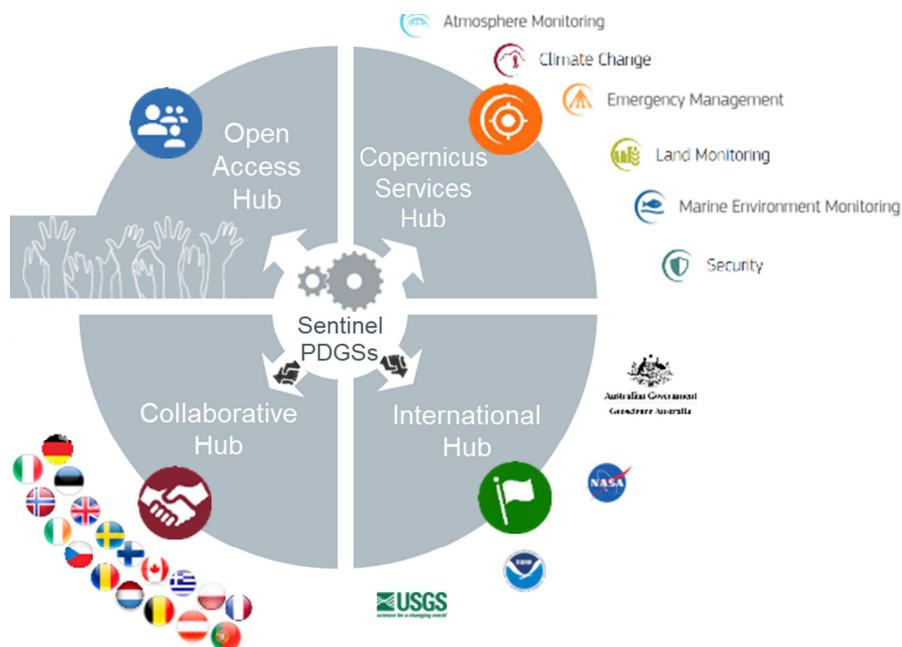 Atmosphere Monitoring
Climate Change
Emergency Management
Land Monitoring
Marine Environment Monitoring
Security
Open
Access
Hub
Copernicus
Services
Hub
Sentinel
PDGSs
Collaborative
Hub
International
Hub
Australian Government
Geoscience Australia
NASA
USGS
science for a changing world